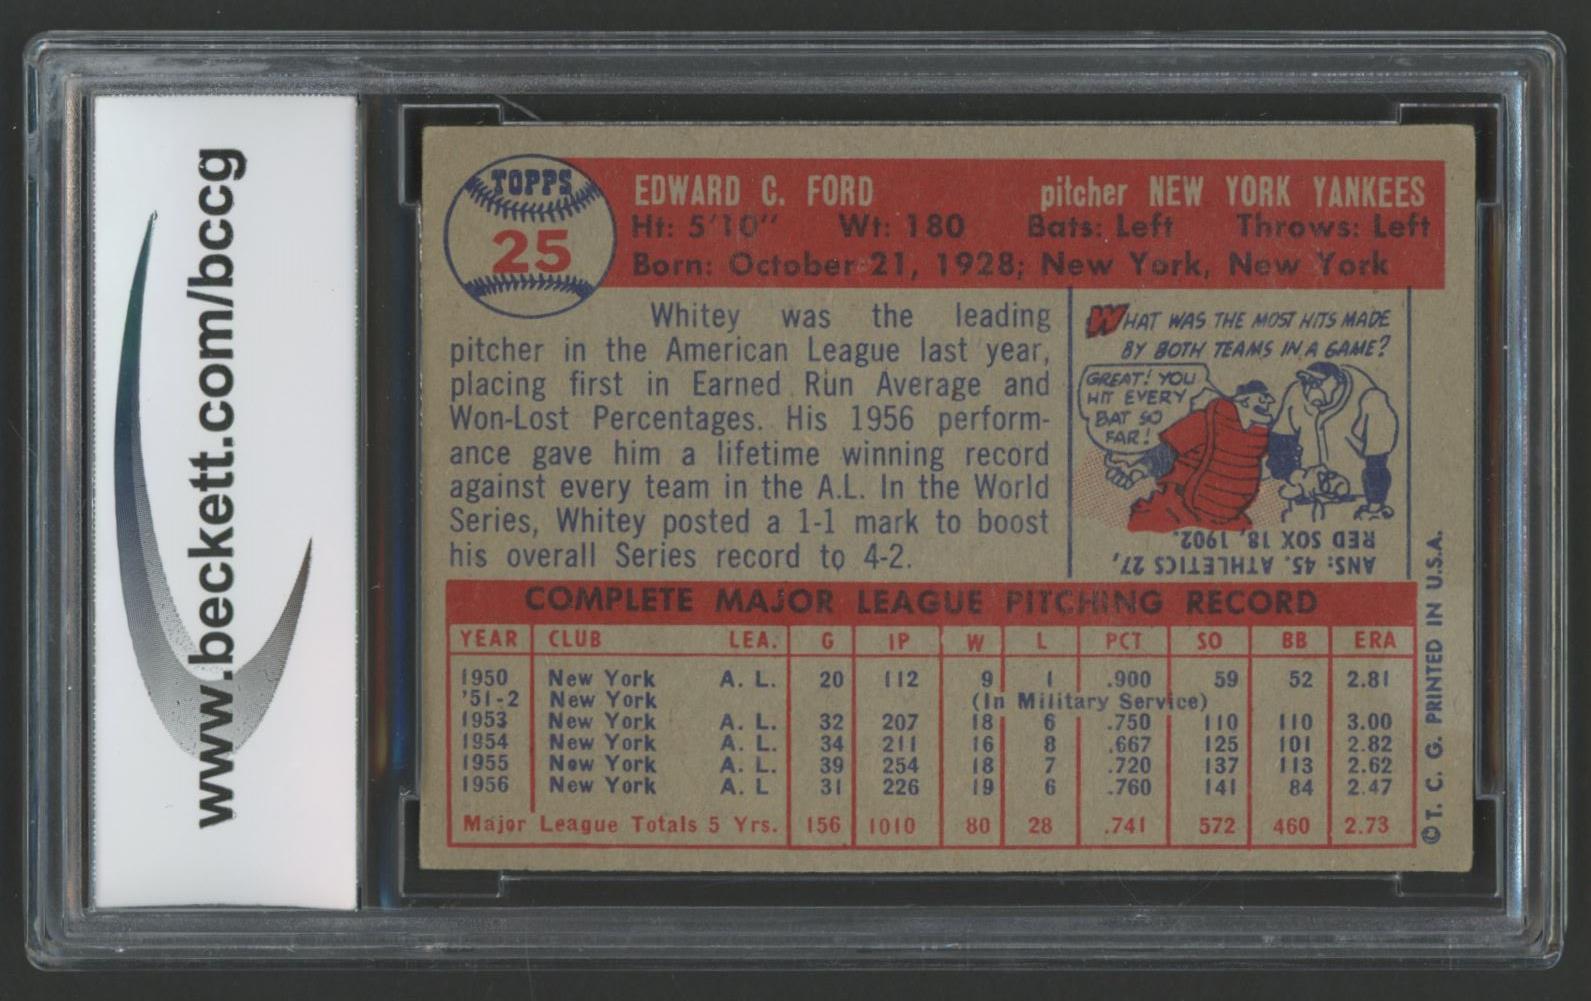 www.beckett.com/bccg
TOPPS
25
EDWARD C. FORD pitcher NEW YORK YANKEES
Ht: 5'10" Wt: 180 Bats: Left Throws: Left
Born: October 21, 1928; New York, New York
Whitey was the leading
pitcher in the American League last year,
placing first in Earned Run Average and
Won-Lost Percentages. His 1956 perform-
ance gave him a lifetime winning record
against every team in the A.L. In the World
Series, Whitey posted a 1-1 mark to boost
his overall Series record to 4-2.
WHAT WAS THE MOST HITS MADE
BY BOTH TEAMS IN A GAME?
GREAT! YOU
HIT EVERY
BAT SO
FAR!
ANS: 45. ATHLETICS 27,
RED SOX 18, 1902.
COMPLETE MAJOR LEAGUE PITCHING RECORD
YEAR CLUB LEA. G IP W L PCT SO BB ERA
1950 New York A. L. 20 112 9 1 .900 59 52 2.81
'51-2 New York (In Military Service)
1953 New York A. L. 32 207 18 6 .750 110 110 3.00
1954 New York A. L. 34 211 16 8 .667 125 101 2.82
1955 New York A. L. 39 254 18 7 .720 137 113 2.62
1956 New York A. L 31 226 19 6 .760 141 84 2.47
Major League Totals 5 Yrs. 156 1010 80 28 .741 572 460 2.73
©T. C. G. PRINTED IN U.S.A.